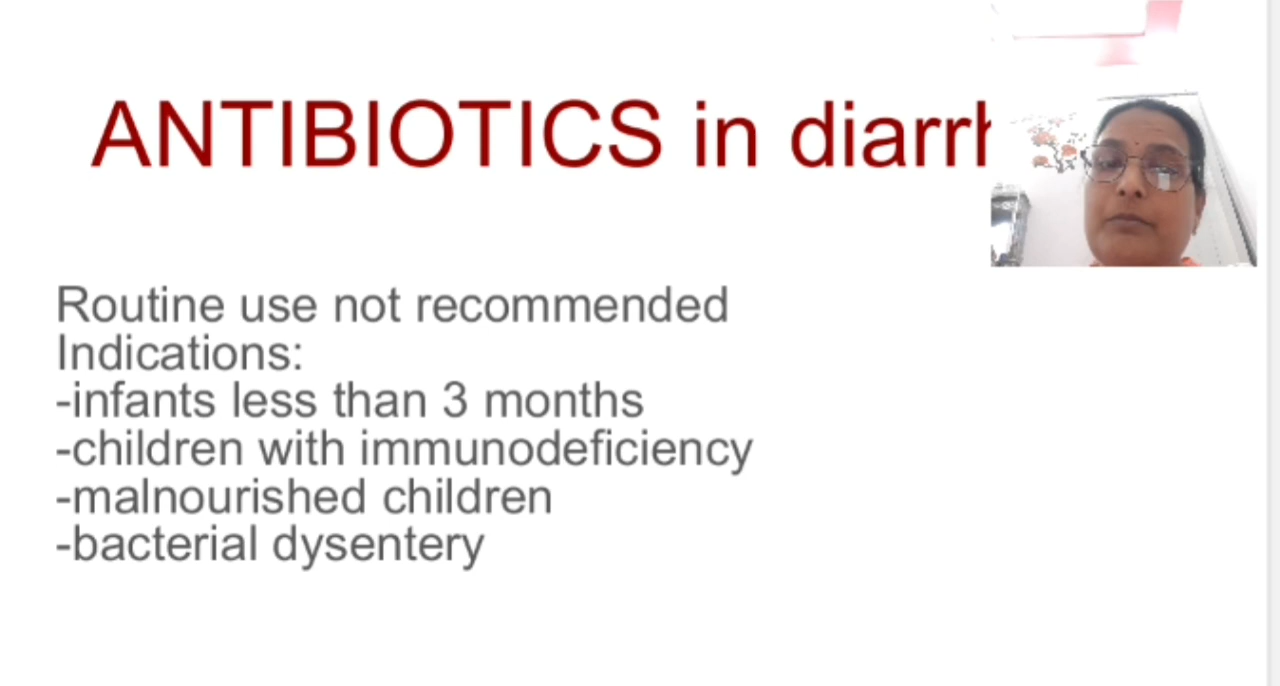 ANTIBIOTICS in diarrh
Routine use not recommended
Indications:
-infants less than 3 months
-children with immunodeficiency
-malnourished children
-bacterial dysentery